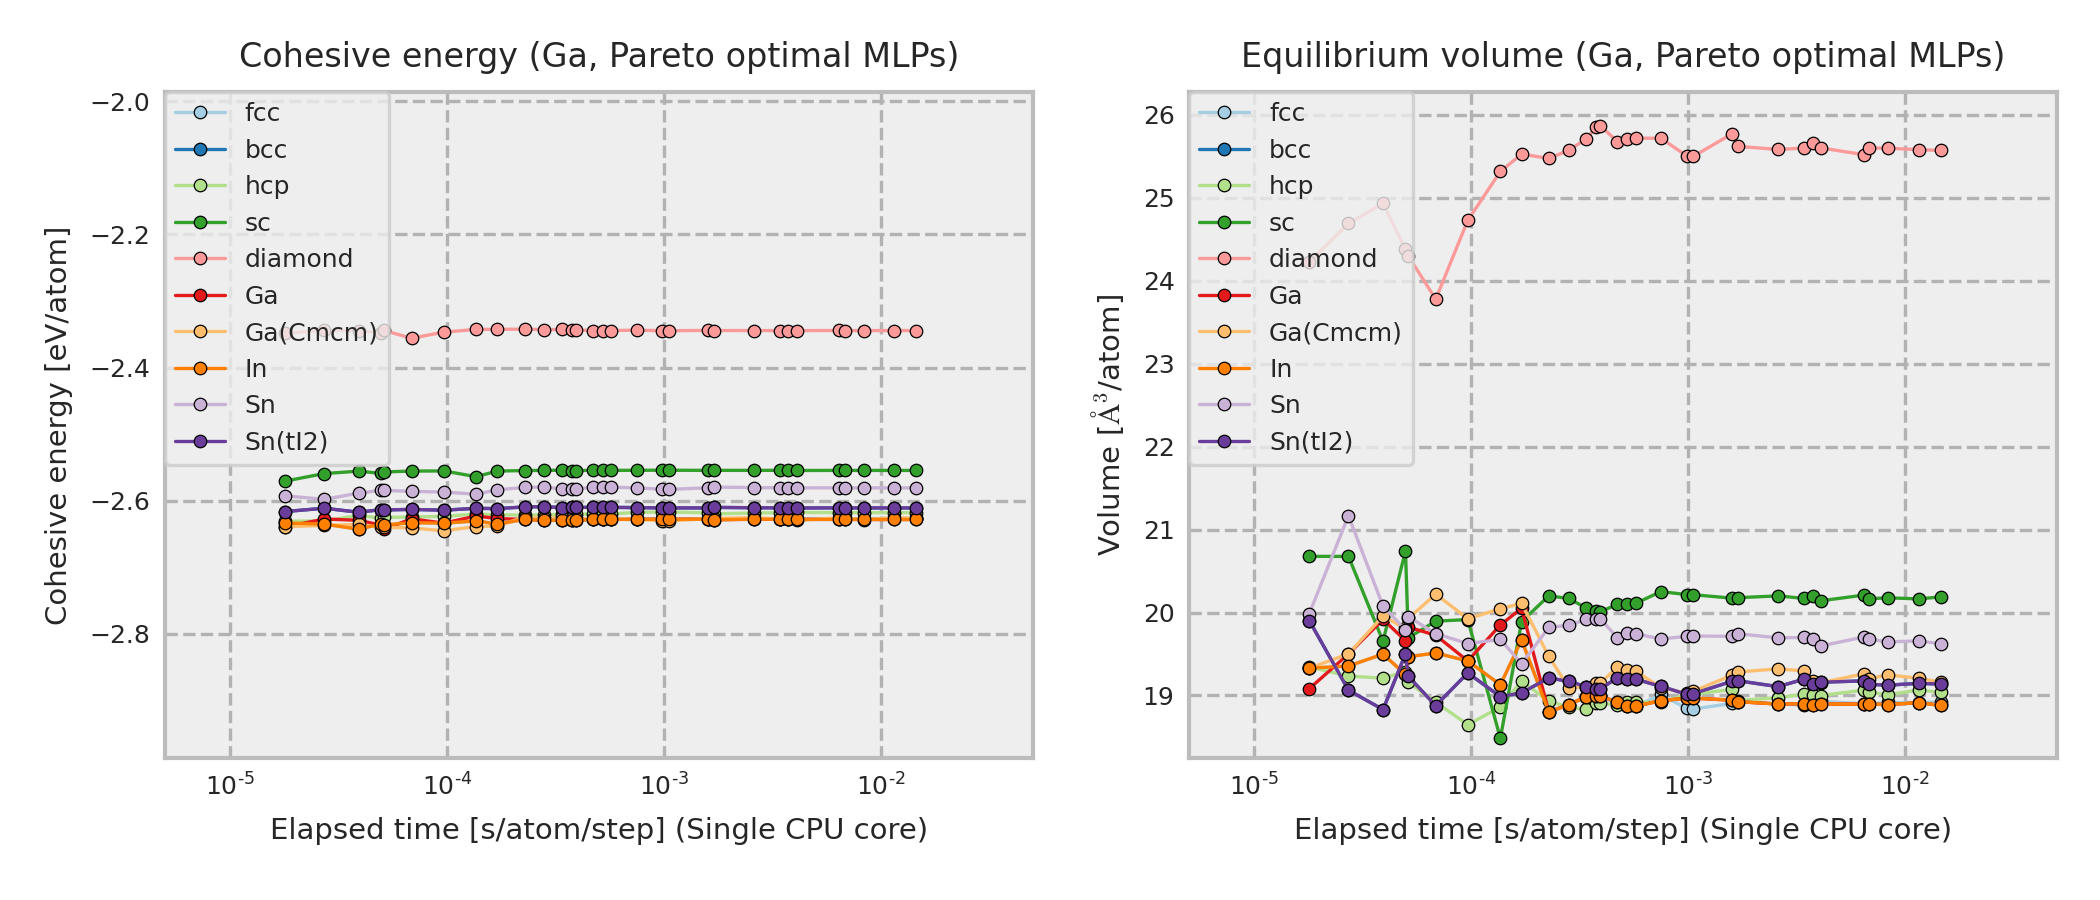 Cohesive energy (Ga, Pareto optimal MLPs)
−2.0
−2.2
−2.4
−2.6
−2.8
Cohesive energy [eV/atom]
fcc
bcc
hcp
sc
diamond
Ga
Ga(Cmcm)
In
Sn
Sn(tI2)
10⁻⁵ 10⁻⁴ 10⁻³ 10⁻²
Elapsed time [s/atom/step] (Single CPU core)
Equilibrium volume (Ga, Pareto optimal MLPs)
26
25
24
23
22
21
20
19
Volume [Å³/atom]
fcc
bcc
hcp
sc
diamond
Ga
Ga(Cmcm)
In
Sn
Sn(tI2)
10⁻⁵ 10⁻⁴ 10⁻³ 10⁻²
Elapsed time [s/atom/step] (Single CPU core)